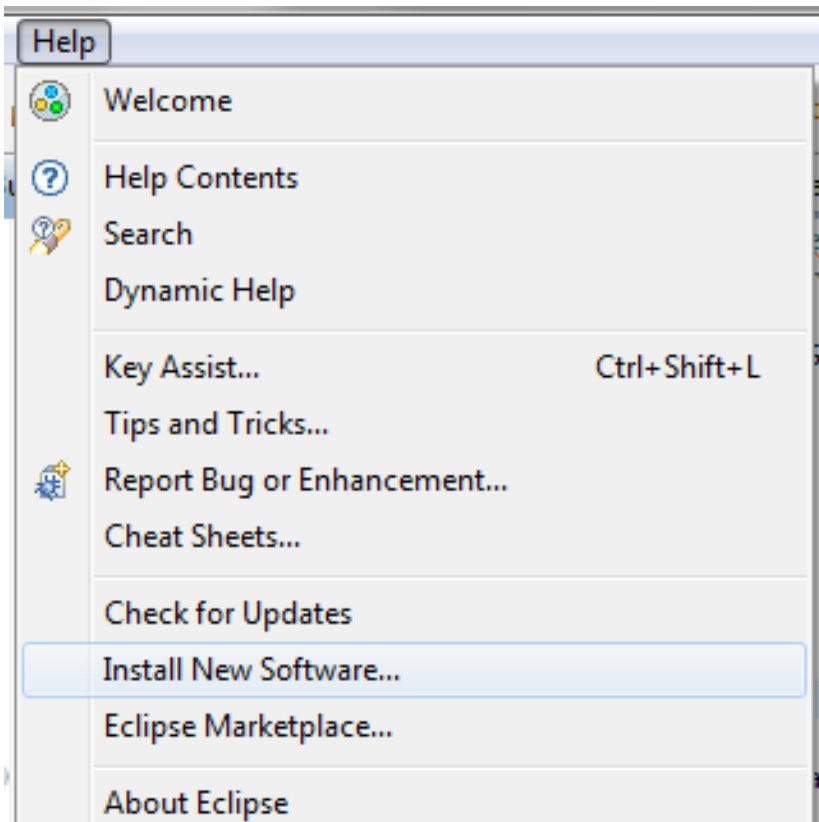 Help
Welcome
Help Contents
Search
Dynamic Help
Key Assist... Ctrl+Shift+L
Tips and Tricks...
Report Bug or Enhancement...
Cheat Sheets...
Check for Updates
Install New Software...
Eclipse Marketplace...
About Eclipse